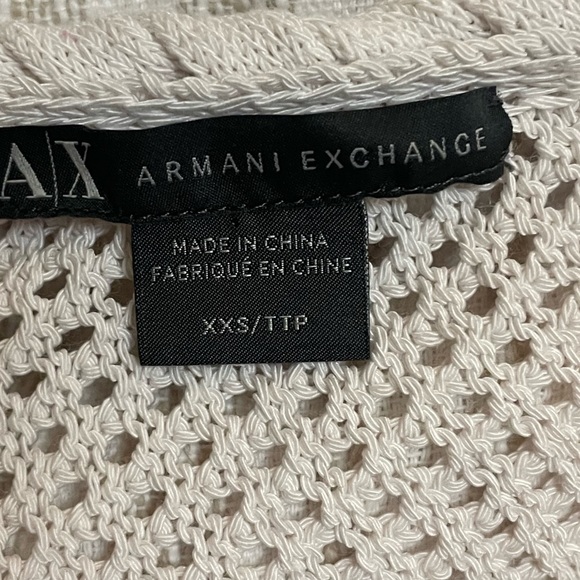 A|X ARMANI EXCHANGE
MADE IN CHINA
FABRIQUÉ EN CHINE
XXS/TTP